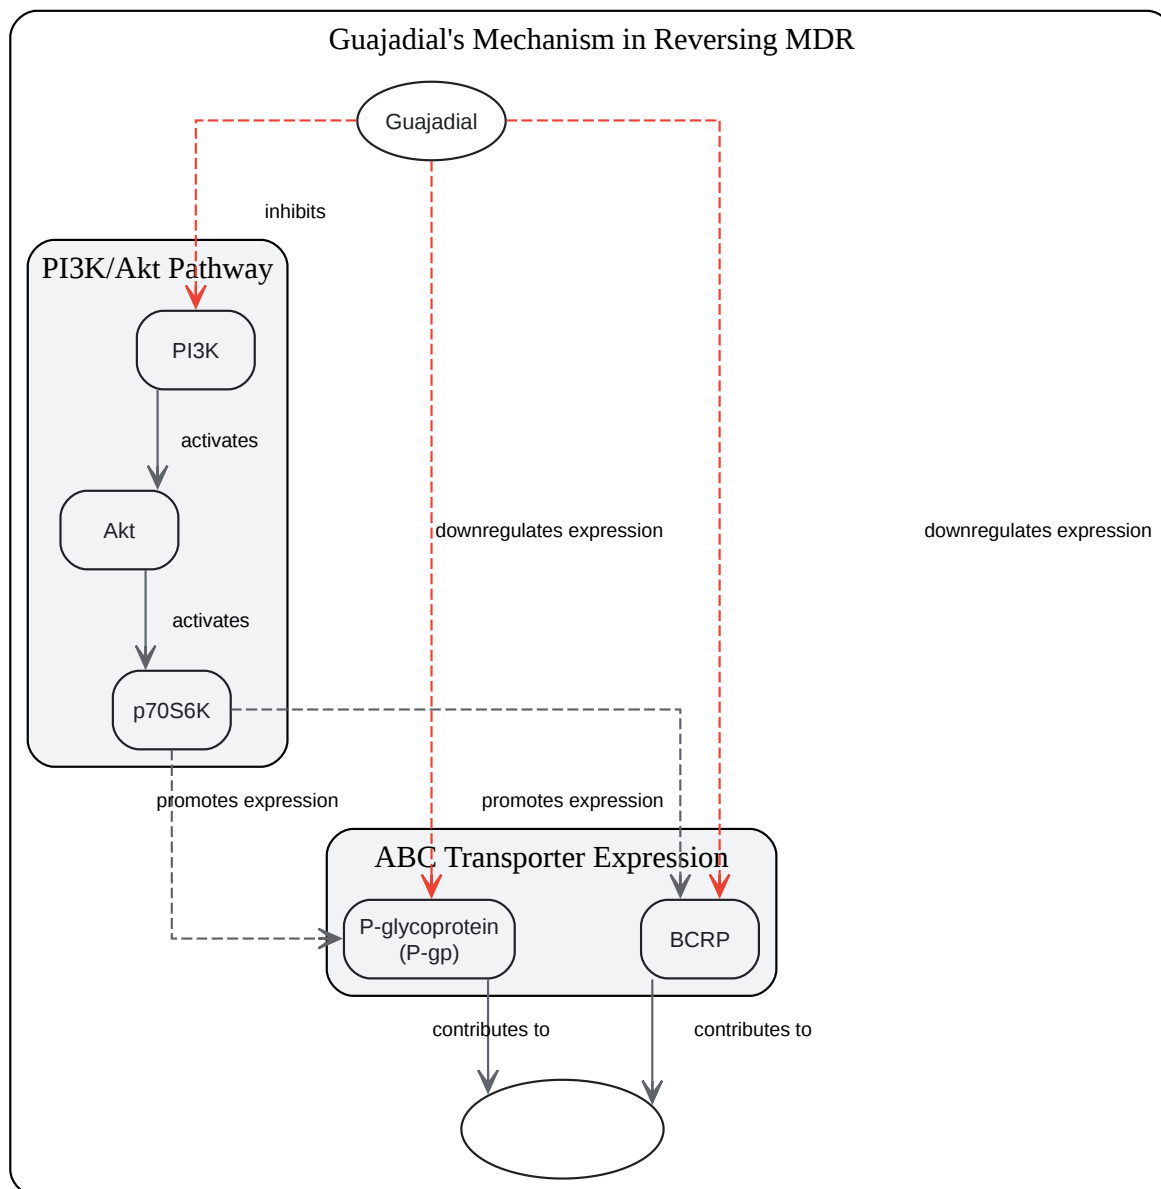 Guajadial's Mechanism in Reversing MDR
Guajadial
inhibits
PI3K/Akt Pathway
PI3K
activates
Akt
downregulates expression
downregulates expression
activates
p70S6K
promotes expression
promotes expression
ABC Transporter Expression
P-glycoprotein
(P-gp)
BCRP
contributes to
contributes to